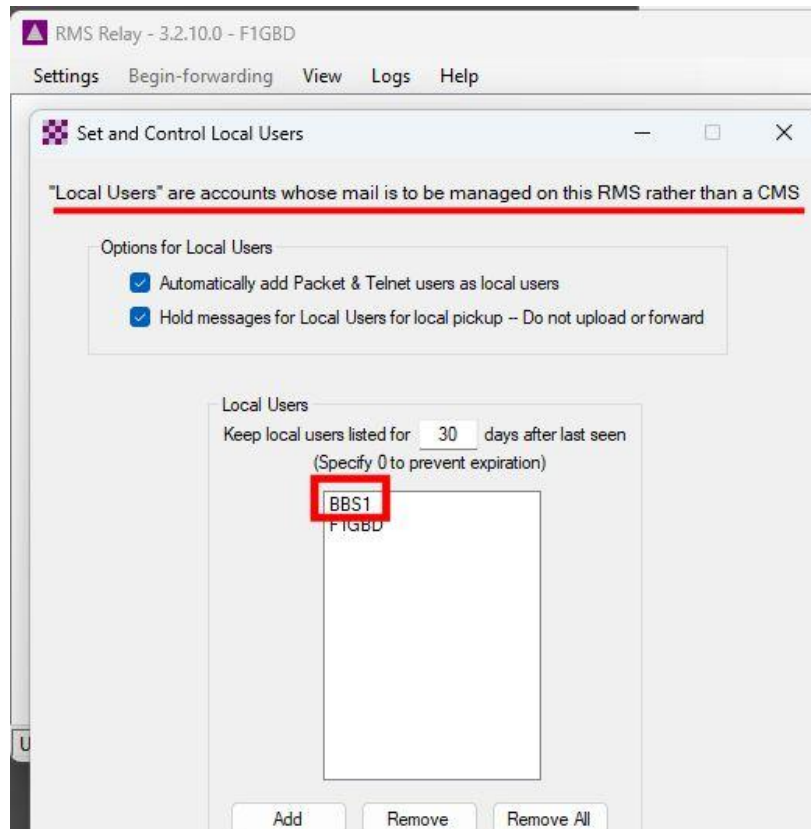 RMS Relay - 3.2.10.0 - F1GBD
Settings Begin-forwarding View Logs Help
Set and Control Local Users
"Local Users" are accounts whose mail is to be managed on this RMS rather than a CMS
Options for Local Users
Automatically add Packet & Telnet users as local users
Hold messages for Local Users for local pickup -- Do not upload or forward
Local Users
Keep local users listed for 30 days after last seen
(Specify 0 to prevent expiration)
BBS1
F1GBD
U
Add Remove Remove All